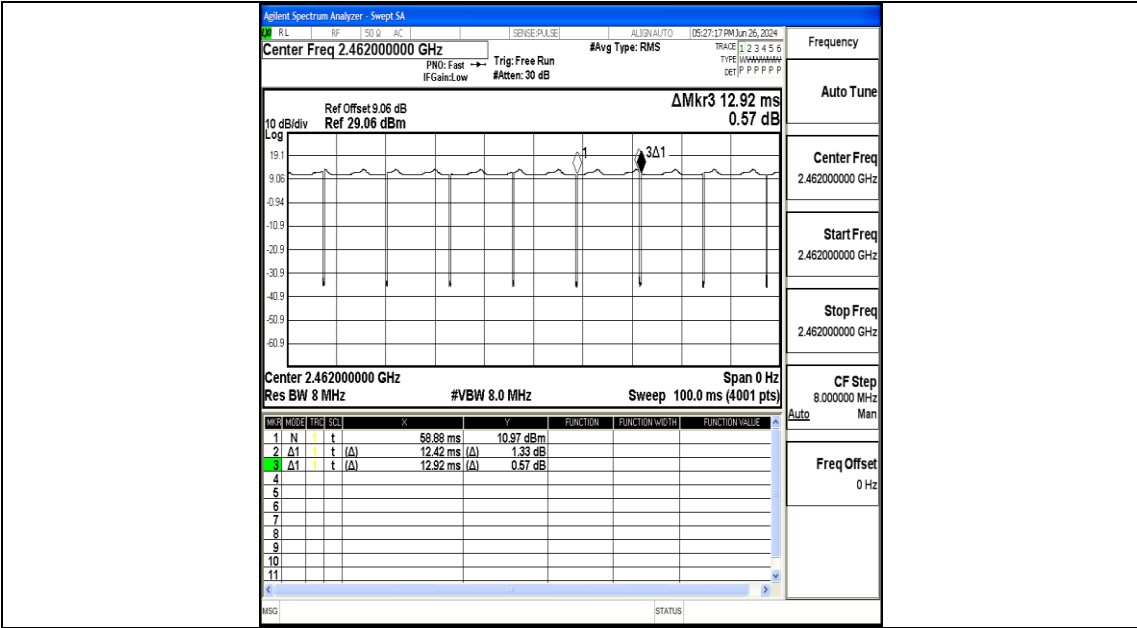 Agilent Spectrum Analyzer - Swept SA
RL RF 50 Ω AC SENSE:PULSE ALIGN AUTO 05:27:17 PM Jun 26, 2024
Center Freq 2.462000000 GHz #Avg Type: RMS TRACE 1 2 3 4 5 6
PNO: Fast Trig: Free Run TYPE
IFGain:Low #Atten: 30 dB DET P P P P P P
Frequency
Auto Tune
Center Freq
2.462000000 GHz
Start Freq
2.462000000 GHz
Stop Freq
2.462000000 GHz
CF Step
8.000000 MHz
Auto Man
Freq Offset
0 Hz
ΔMkr3 12.92 ms
0.57 dB
Ref Offset 9.06 dB
10 dB/div Ref 29.06 dBm
Log
1 3Δ1
19.1
9.06
-0.94
-10.9
-20.9
-30.9
-40.9
-50.9
-60.9
Center 2.462000000 GHz Span 0 Hz
Res BW 8 MHz #VBW 8.0 MHz Sweep 100.0 ms (4001 pts)
MKR MODE TRC SCL X Y FUNCTION FUNCTION WIDTH FUNCTION VALUE
1 N 1 t 58.88 ms 10.97 dBm
2 Δ1 1 t (Δ) 12.42 ms (Δ) 1.33 dB
3 Δ1 1 t (Δ) 12.92 ms (Δ) 0.57 dB
4
5
6
7
8
9
10
11
MSG STATUS